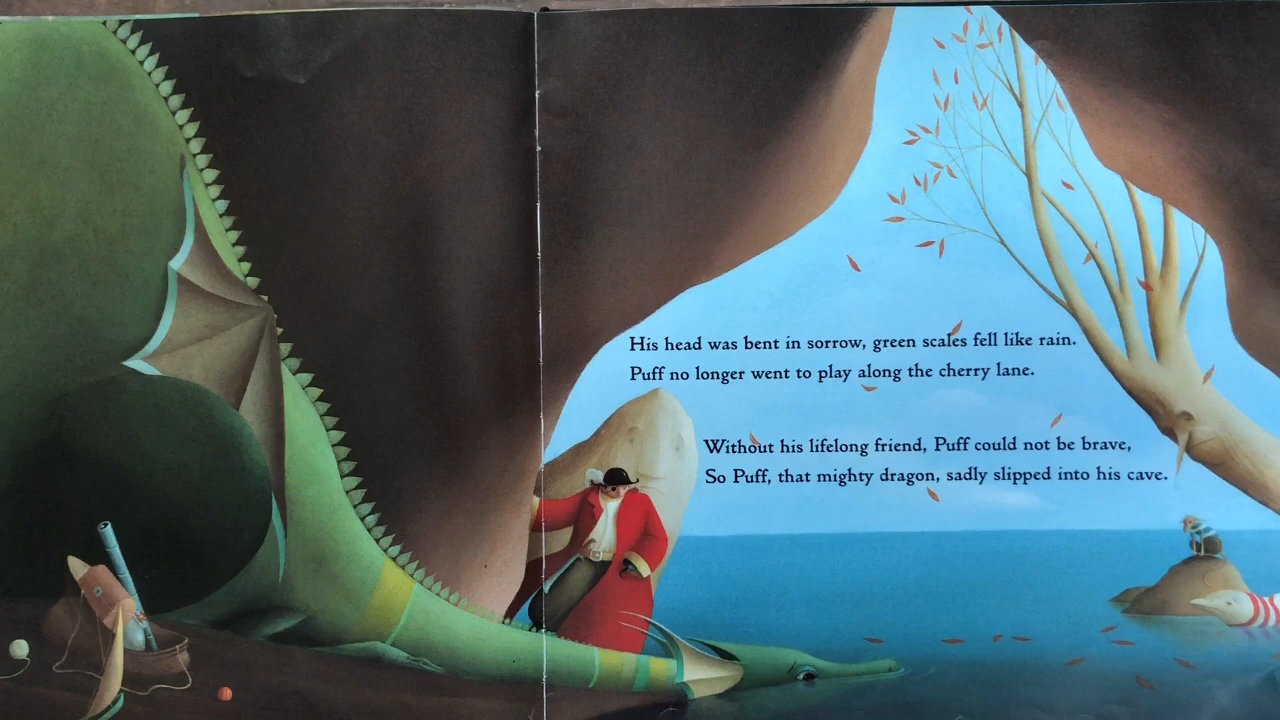 His head was bent in sorrow, green scales fell like rain.
Puff no longer went to play along the cherry lane.
Without his lifelong friend, Puff could not be brave,
So Puff, that mighty dragon, sadly slipped into his cave.